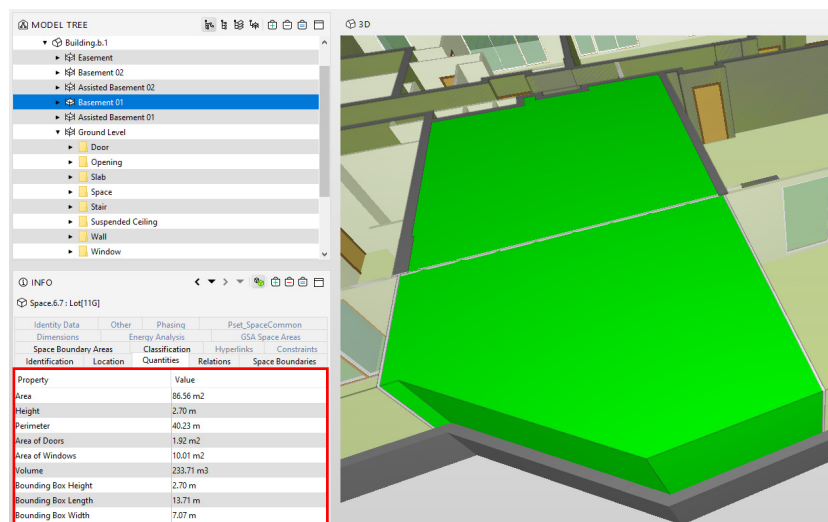 MODEL TREE
Building.b.1
Easement
Basement 02
Assisted Basement 02
Basement 01
Assisted Basement 01
Ground Level
Door
Opening
Slab
Space
Stair
Suspended Ceiling
Wall
Window
INFO
Space.6.7 : Lot[11G]
Identity Data Other Phasing Pset_SpaceCommon
Dimensions Energy Analysis GSA Space Areas
Space Boundary Areas Classification Hyperlinks Constraints
Identification Location Quantities Relations Space Boundaries
Property Value
Area 86.56 m2
Height 2.70 m
Perimeter 40.23 m
Area of Doors 1.92 m2
Area of Windows 10.01 m2
Volume 233.71 m3
Bounding Box Height 2.70 m
Bounding Box Length 13.71 m
Bounding Box Width 7.07 m
3D